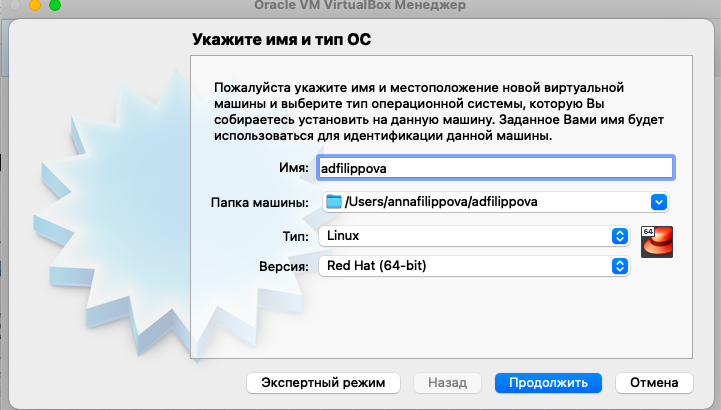 Oracle VM VirtualBox Менеджер
Укажите имя и тип ОС
Пожалуйста укажите имя и местоположение новой виртуальной
машины и выберите тип операционной системы, которую Вы
собираетесь установить на данную машину. Заданное Вами имя будет
использоваться для идентификации данной машины.
Имя: adfilippova
Папка машины: /Users/annafilippova/adfilippova
Тип: Linux
64
Версия: Red Hat (64-bit)
Экспертный режим Назад Продолжить Отмена